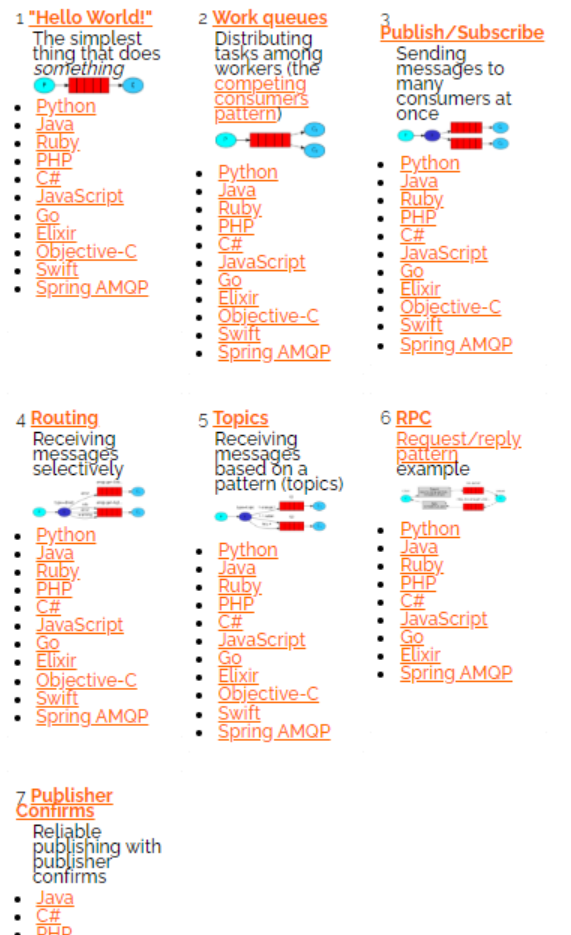 1 "Hello World!"
The simplest
thing that does
something
Python
Java
Ruby
PHP
C#
JavaScript
Go
Elixir
Objective-C
Swift
Spring AMQP
2 Work queues
Distributing
tasks among
workers (the
competing
consumers
pattern)
Python
Java
Ruby
PHP
C#
JavaScript
Go
Elixir
Objective-C
Swift
Spring AMQP
3
Publish/Subscribe
Sending
messages to
many
consumers at
once
Python
Java
Ruby
PHP
C#
JavaScript
Go
Elixir
Objective-C
Swift
Spring AMQP
4 Routing
Receiving
messages
selectively
Python
Java
Ruby
PHP
C#
JavaScript
Go
Elixir
Objective-C
Swift
Spring AMQP
5 Topics
Receiving
messages
based on a
pattern (topics)
Python
Java
Ruby
PHP
C#
JavaScript
Go
Elixir
Objective-C
Swift
Spring AMQP
6 RPC
Request/reply
pattern
example
Python
Java
Ruby
PHP
C#
JavaScript
Go
Elixir
Spring AMQP
7 Publisher
Confirms
Reliable
publishing with
publisher
confirms
Java
C#
PHP